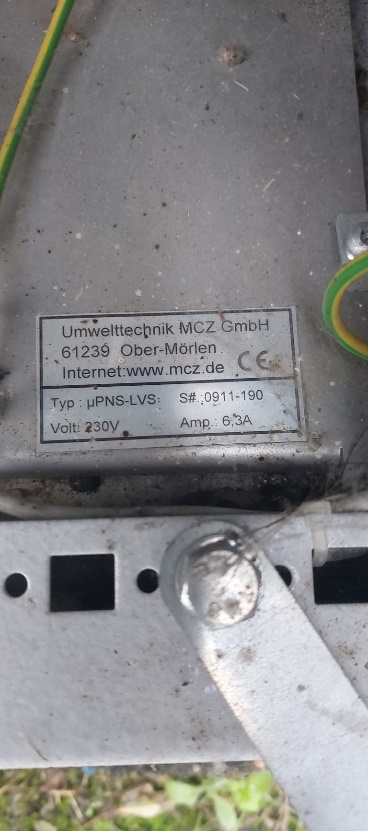 Umwelttechnik MCZ GmbH
61239 Ober-Mörlen
Internet:www.mcz.de CE
Typ : µPNS-LVS: S#.:0911-190
Volt: 230V Amp.: 6,3A